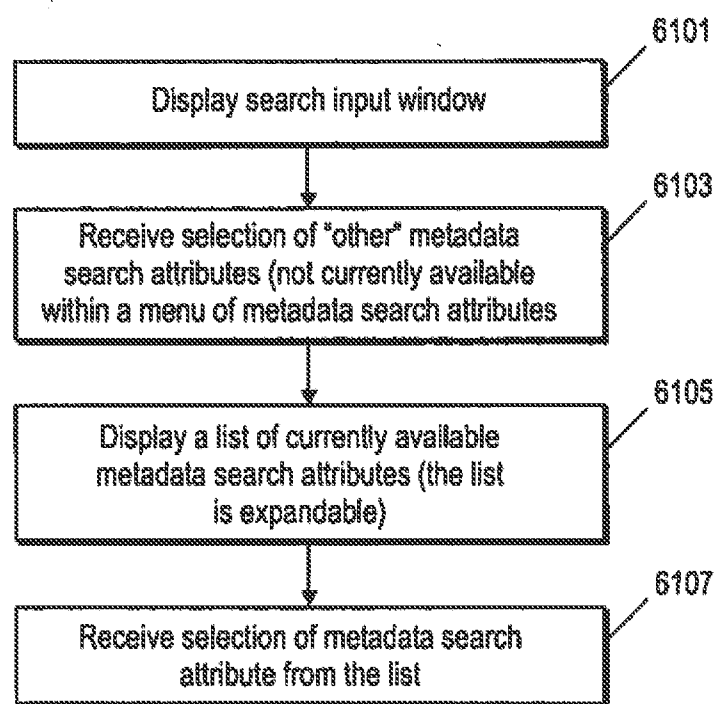 6101
Display search input window
6103
Receive selection of "other" metadata
search attributes (not currently available
within a menu of metadata search attributes
6105
Display a list of currently available
metadata search attributes (the list
is expandable)
6107
Receive selection of metadata search
attribute from the list